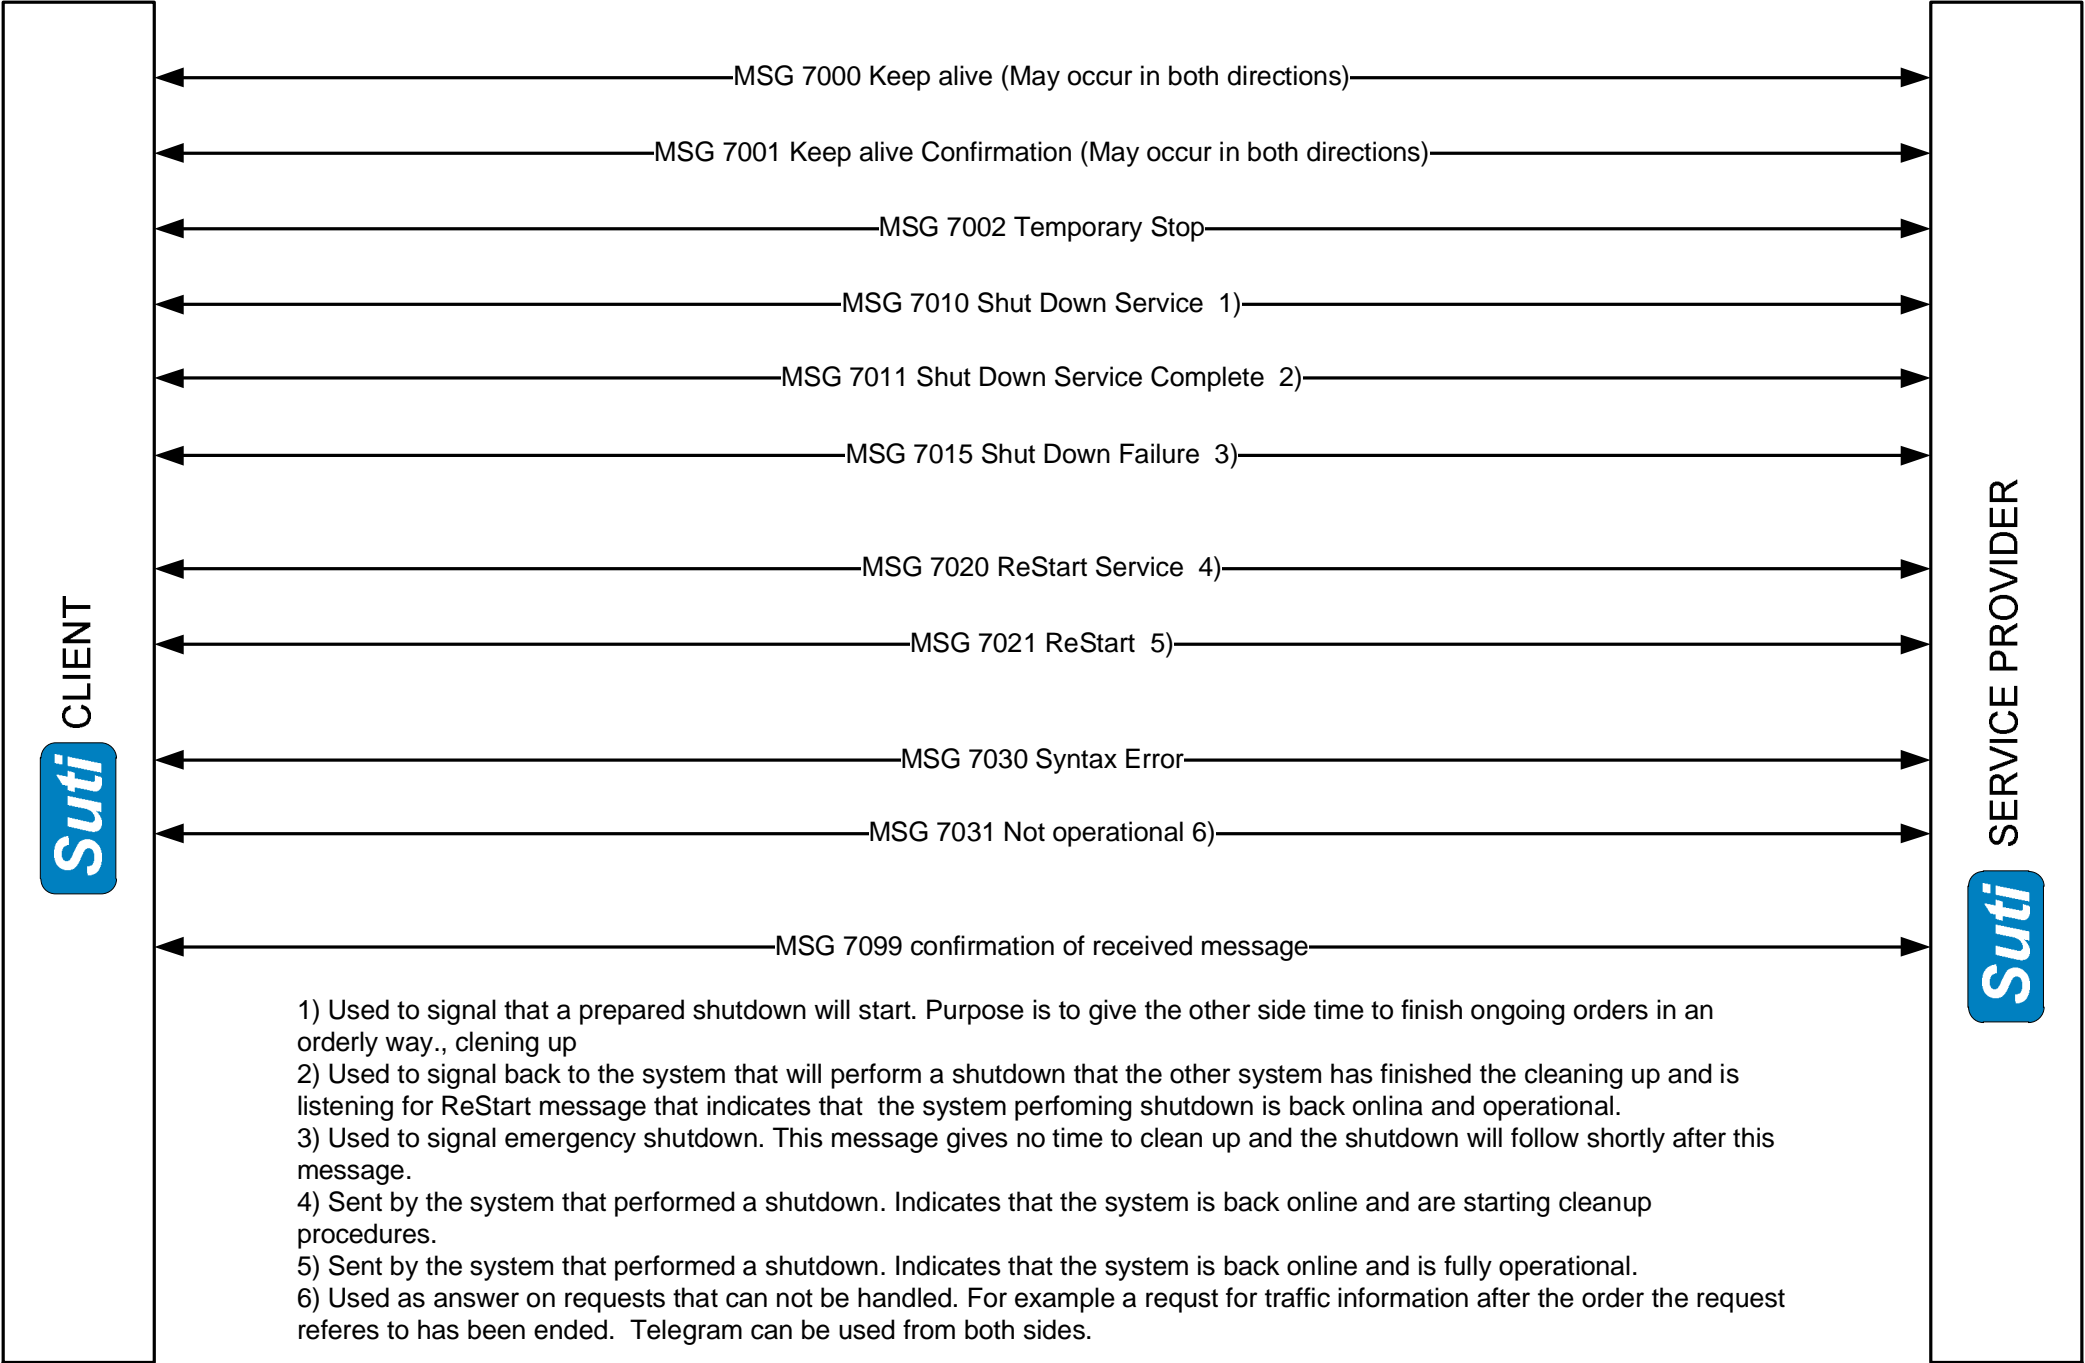 MSG 7000 Keep alive (May occur in both directions)
MSG 7001 Keep alive Confirmation (May occur in both directions)
MSG 7002 Temporary Stop
MSG 7010 Shut Down Service  1)
MSG 7011 Shut Down Service Complete  2)
MSG 7015 Shut Down Failure  3)
MSG 7020 ReStart Service  4)
MSG 7021 ReStart  5)
MSG 7030 Syntax Error
MSG 7031 Not operational 6)
MSG 7099 confirmation of received message
Suti CLIENT
Suti SERVICE PROVIDER
1) Used to signal that a prepared shutdown will start. Purpose is to give the other side time to finish ongoing orders in an
orderly way., clening up
2) Used to signal back to the system that will perform a shutdown that the other system has finished the cleaning up and is
listening for ReStart message that indicates that  the system perfoming shutdown is back onlina and operational.
3) Used to signal emergency shutdown. This message gives no time to clean up and the shutdown will follow shortly after this
message.
4) Sent by the system that performed a shutdown. Indicates that the system is back online and are starting cleanup
procedures.
5) Sent by the system that performed a shutdown. Indicates that the system is back online and is fully operational.
6) Used as answer on requests that can not be handled. For example a requst for traffic information after the order the request
referes to has been ended.  Telegram can be used from both sides.